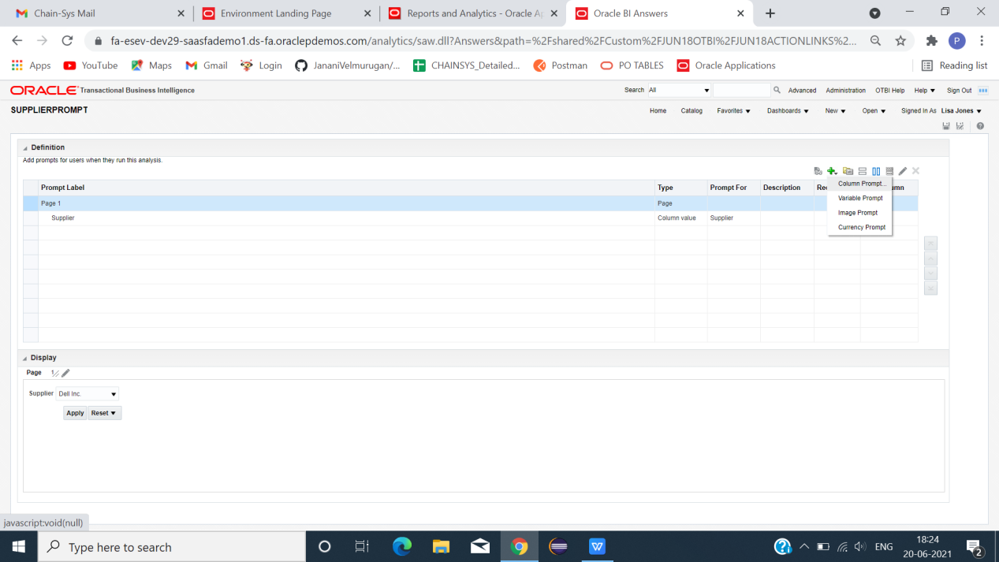 Chain-Sys Mail
Environment Landing Page
Reports and Analytics - Oracle Ap
Oracle BI Answers
fa-esev-dev29-saasfademo1.ds-fa.oraclepdemos.com/analytics/saw.dll?Answers&path=%2Fshared%2FCustom%2FJUN18OTBI%2FJUN18ACTIONLINKS%2...
P
Apps YouTube Maps Gmail Login JananiVelmurugan/... CHAINSYS_Detailed... Postman PO TABLES Oracle Applications Reading list
ORACLE Transactional Business Intelligence
Search All Advanced Administration OTBI Help Help Sign Out
SUPPLIERPROMPT
Home Catalog Favorites Dashboards New Open Signed In As Lisa Jones
Definition
Add prompts for users when they run this analysis.
Prompt Label Type Prompt For Description Re umn
Column Prompt...
Variable Prompt
Image Prompt
Currency Prompt
Page 1 Page
Supplier Column value Supplier
Display
Page 1
Supplier Dell Inc.
Apply Reset
javascript:void(null)
Type here to search
ENG
18:24
20-06-2021
2